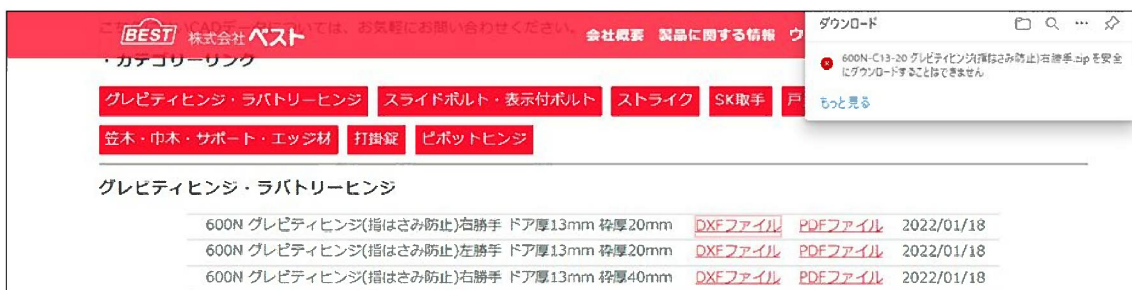 CADデータについては、お気軽にお問い合わせください。
BEST 株式会社ベスト 会社概要 製品に関する情報 ウ
・カテゴリーリンク
グレビティヒンジ・ラバトリーヒンジ スライドボルト・表示付ボルト ストライク SK取手 戸
笠木・巾木・サポート・エッジ材 打掛錠 ピボットヒンジ
ダウンロード
600N-C13-20 グレビティヒンジ(指はさみ防止)右勝手.zip を安全
にダウンロードすることはできません
もっと見る
グレビティヒンジ・ラバトリーヒンジ
600N グレビティヒンジ(指はさみ防止)右勝手 ドア厚13mm 枠厚20mm DXFファイル PDFファイル 2022/01/18
600N グレビティヒンジ(指はさみ防止)左勝手 ドア厚13mm 枠厚20mm DXFファイル PDFファイル 2022/01/18
600N グレビティヒンジ(指はさみ防止)右勝手 ドア厚13mm 枠厚40mm DXFファイル PDFファイル 2022/01/18